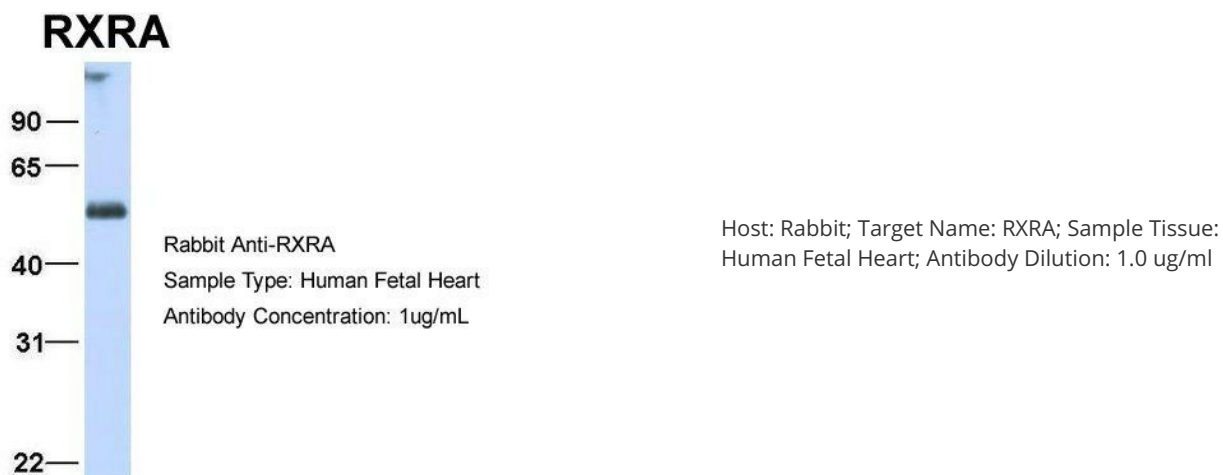 RXRA
90
65
40
31
22
Rabbit Anti-RXRA
Sample Type: Human Fetal Heart
Antibody Concentration: 1ug/mL
Host: Rabbit; Target Name: RXRA; Sample Tissue:
Human Fetal Heart; Antibody Dilution: 1.0 ug/ml